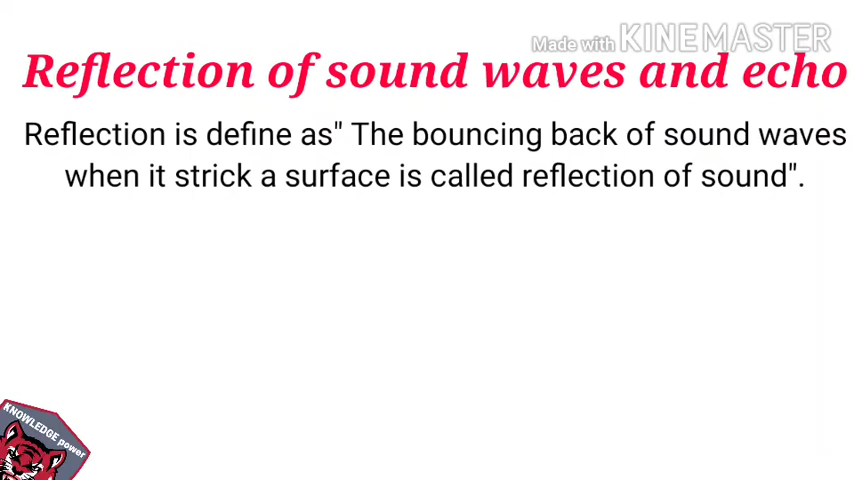 Made with KINEMASTER
Reflection of sound waves and echo
Reflection is define as" The bouncing back of sound waves
when it strick a surface is called reflection of sound".
KNOWLEDGE power